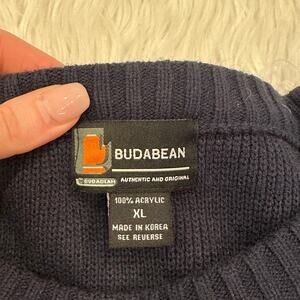 BUDABEAN
BUDABEAN
AUTHENTIC AND ORIGINAL
100% ACRYLIC
XL
MADE IN KOREA
SEE REVERSE